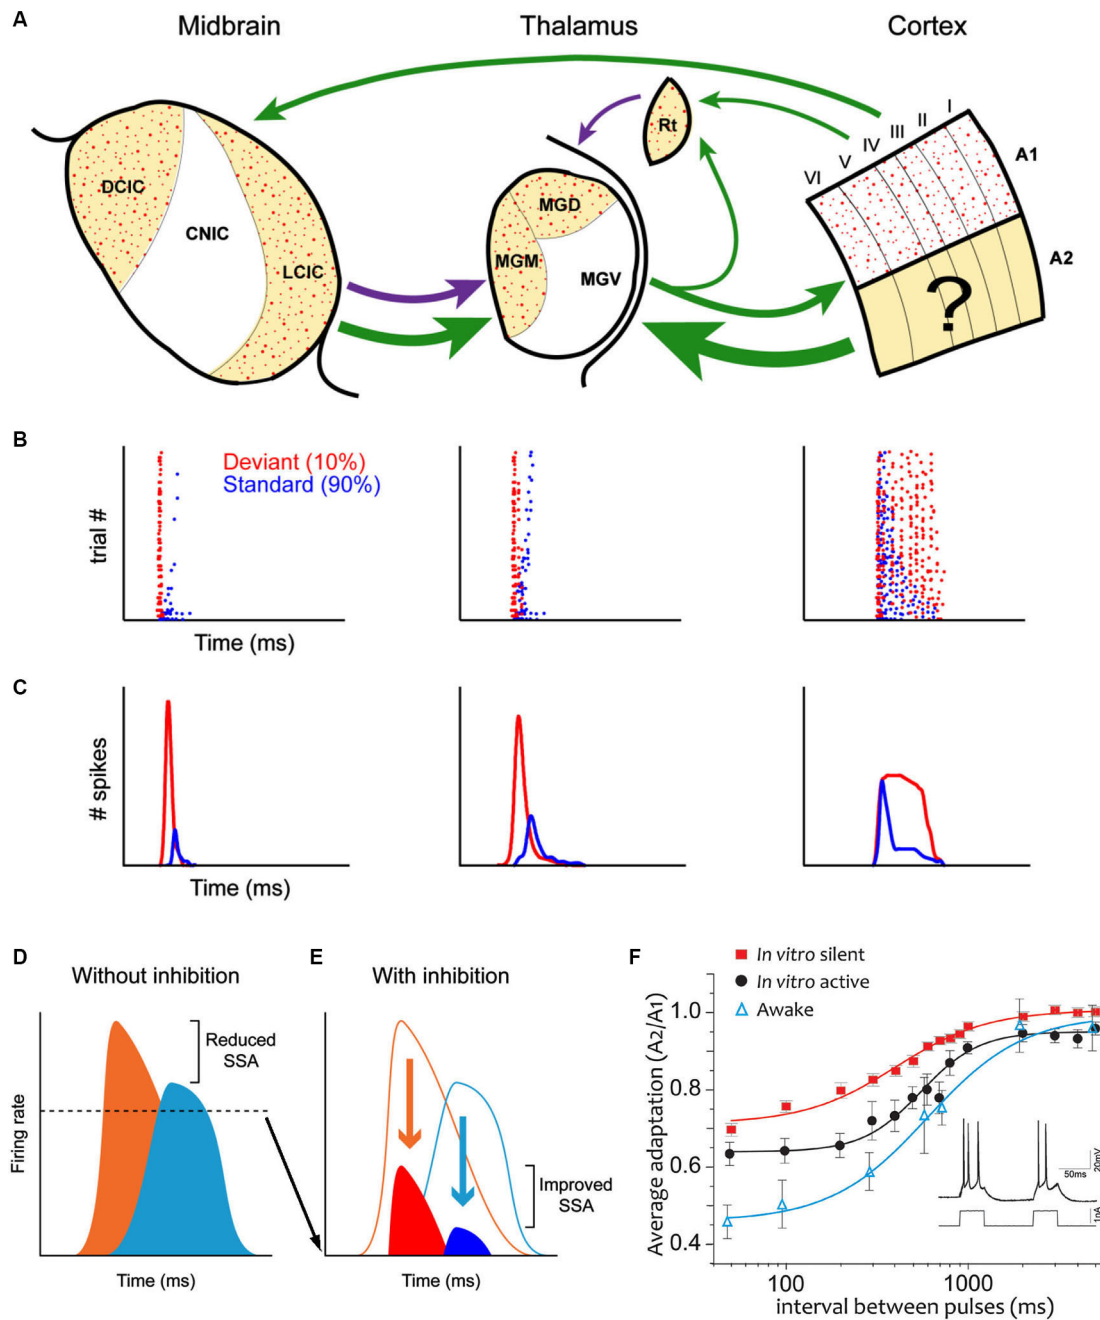 A
Midbrain
Thalamus
Cortex
DCIC
CNIC
LCIC
Rt
MGD
MGM
MGV
I
II
III
IV
V
VI
A1
A2
?
B
Deviant (10%)
Standard (90%)
trial #
Time (ms)
C
# spikes
Time (ms)
D
Without inhibition
Reduced
SSA
Firing rate
Time (ms)
E
With inhibition
Improved
SSA
Time (ms)
F
In vitro silent
In vitro active
Awake
Average adaptation (A2/A1)
1.0
0.8
0.6
0.4
100
1000
interval between pulses (ms)
50ms
20mV
1nA